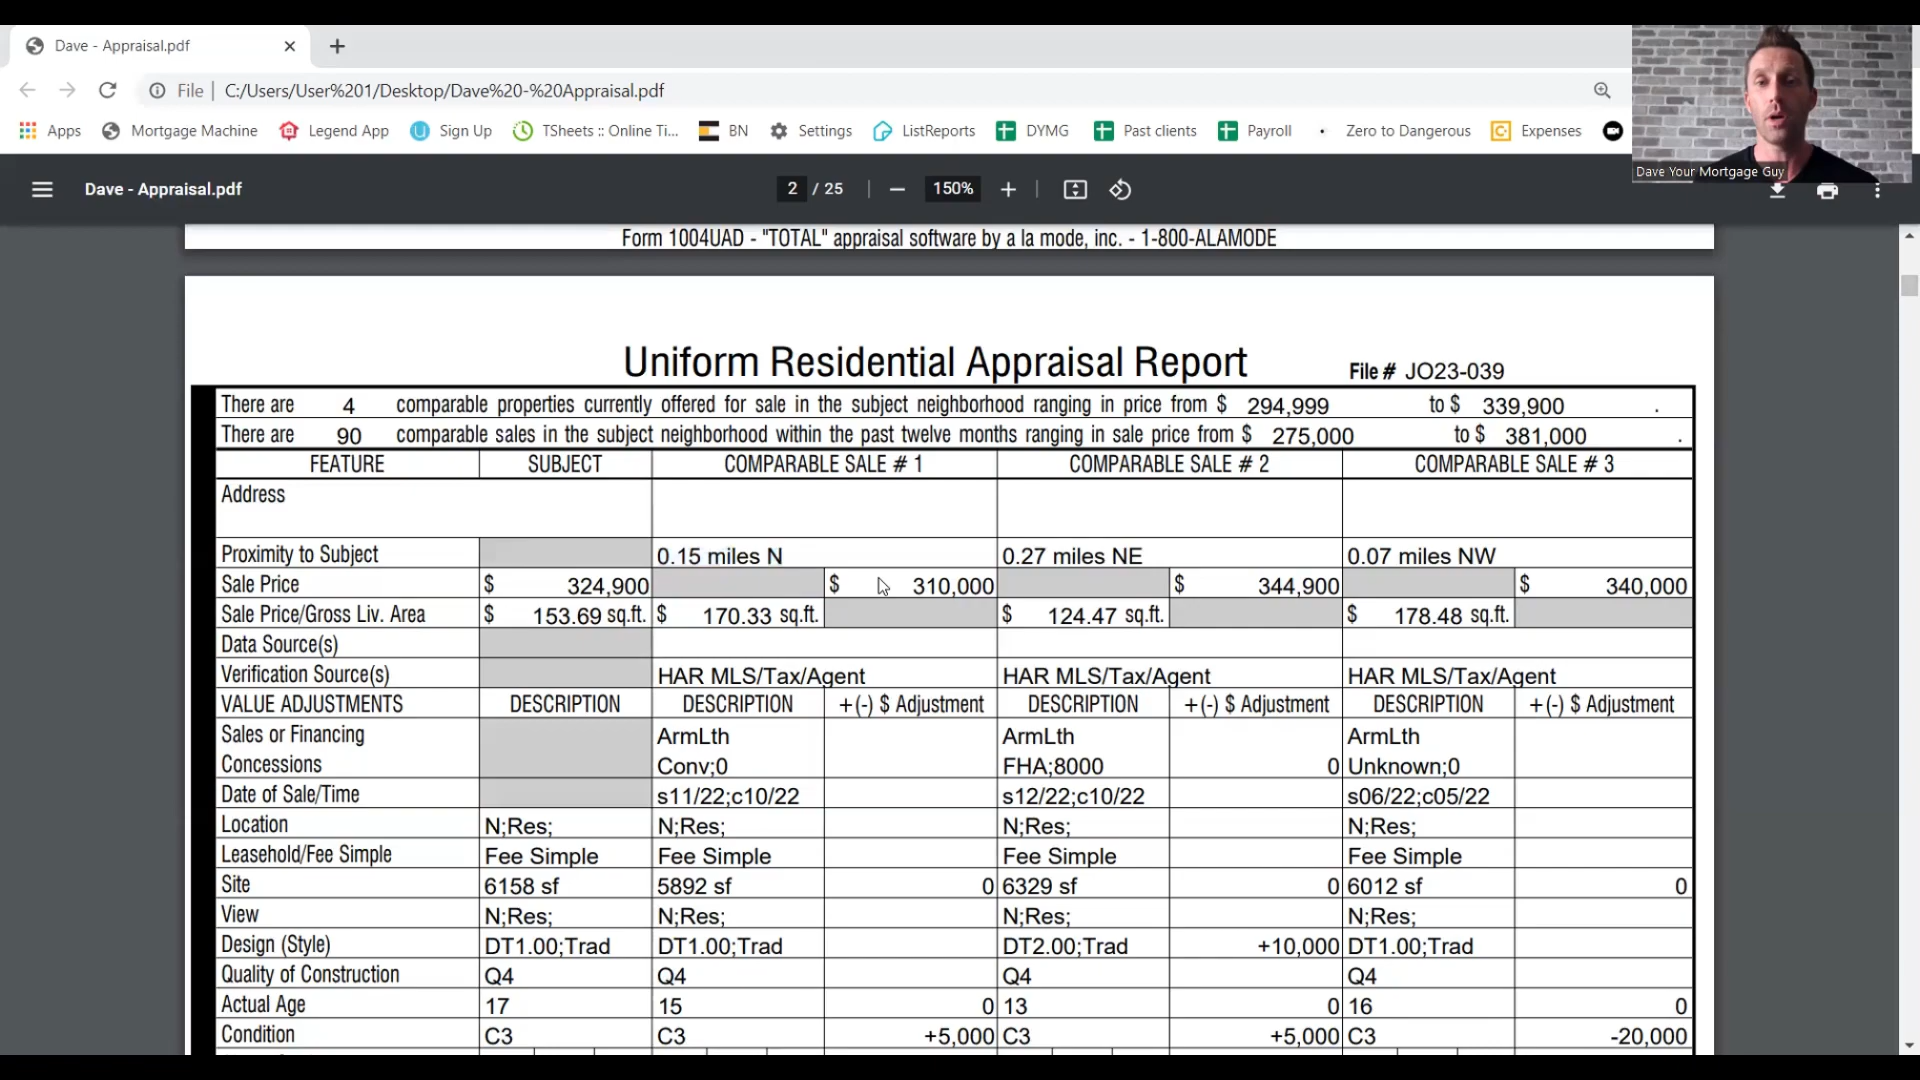 Dave - Appraisal.pdf
File | C:/Users/User%201/Desktop/Dave%20-%20Appraisal.pdf
Apps Mortgage Machine Legend App Sign Up TSheets :: Online Ti... BN Settings ListReports DYMG Past clients Payroll Zero to Dangerous Expenses
Dave Your Mortgage Guy
Dave - Appraisal.pdf 2 / 25 150%
Form 1004UAD - "TOTAL" appraisal software by a la mode, inc. - 1-800-ALAMODE
Uniform Residential Appraisal Report File # JO23-039
There are 4 comparable properties currently offered for sale in the subject neighborhood ranging in price from $ 294,999 to $ 339,900 .
There are 90 comparable sales in the subject neighborhood within the past twelve months ranging in sale price from $ 275,000 to $ 381,000 .
FEATURE SUBJECT COMPARABLE SALE # 1 COMPARABLE SALE # 2 COMPARABLE SALE # 3
Address
Proximity to Subject 0.15 miles N 0.27 miles NE 0.07 miles NW
Sale Price $ 324,900 $ 310,000 $ 344,900 $ 340,000
Sale Price/Gross Liv. Area $ 153.69 sq.ft. $ 170.33 sq.ft. $ 124.47 sq.ft. $ 178.48 sq.ft.
Data Source(s)
Verification Source(s) HAR MLS/Tax/Agent HAR MLS/Tax/Agent HAR MLS/Tax/Agent
VALUE ADJUSTMENTS DESCRIPTION DESCRIPTION +(-) $ Adjustment DESCRIPTION +(-) $ Adjustment DESCRIPTION +(-) $ Adjustment
Sales or Financing ArmLth ArmLth ArmLth
Concessions Conv;0 FHA;8000 0 Unknown;0
Date of Sale/Time s11/22;c10/22 s12/22;c10/22 s06/22;c05/22
Location N;Res; N;Res; N;Res; N;Res;
Leasehold/Fee Simple Fee Simple Fee Simple Fee Simple Fee Simple
Site 6158 sf 5892 sf 0 6329 sf 0 6012 sf 0
View N;Res; N;Res; N;Res; N;Res;
Design (Style) DT1.00;Trad DT1.00;Trad DT2.00;Trad +10,000 DT1.00;Trad
Quality of Construction Q4 Q4 Q4 Q4
Actual Age 17 15 0 13 0 16 0
Condition C3 C3 +5,000 C3 +5,000 C3 -20,000